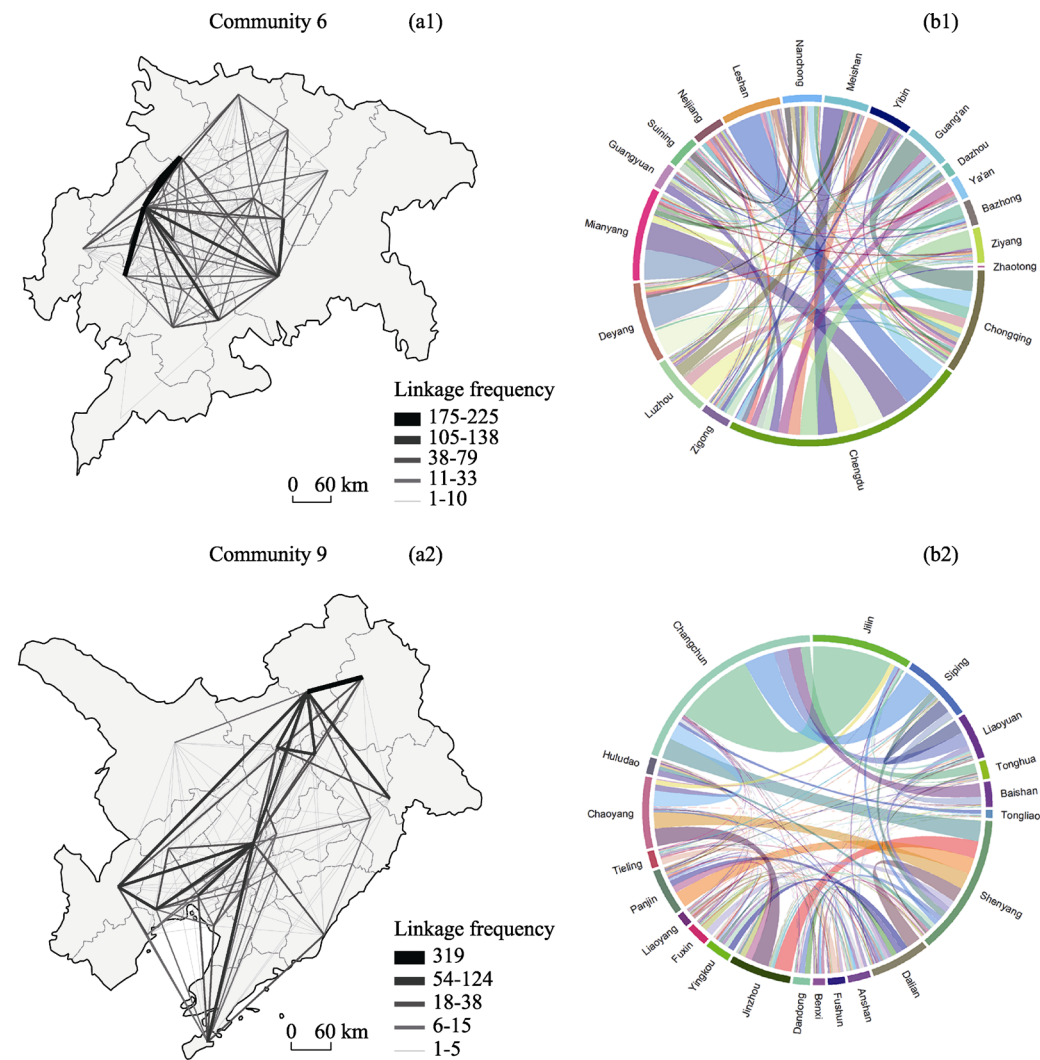 Community 6
(a1)
Linkage frequency
175-225
105-138
38-79
11-33
1-10
0 60 km
(b1)
Nanchong
Meishan
Yibin
Guang'an
Dazhou
Ya'an
Bazhong
Ziyang
Zhaotong
Chongqing
Chengdu
Zigong
Luzhou
Deyang
Mianyang
Guangyuan
Suining
Neijiang
Leshan
Community 9
(a2)
Linkage frequency
319
54-124
18-38
6-15
1-5
0 60 km
(b2)
Changchun
Jilin
Siping
Liaoyuan
Tonghua
Baishan
Tongliao
Shenyang
Dalian
Anshan
Fushun
Benxi
Dandong
Jinzhou
Yingkou
Fuxin
Liaoyang
Panjin
Tieling
Chaoyang
Huludao